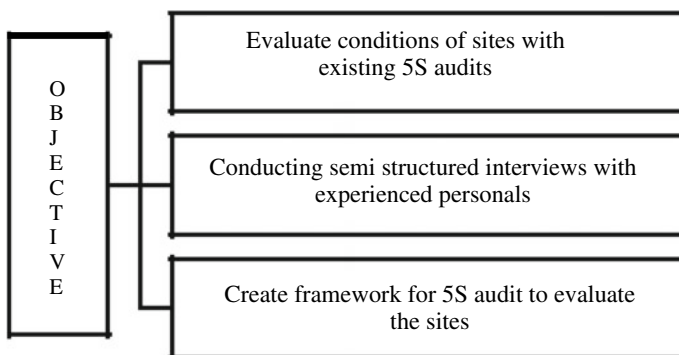 OBJECTIVE
Evaluate conditions of sites with
existing 5S audits
Conducting semi structured interviews with
experienced personals
Create framework for 5S audit to evaluate
the sites